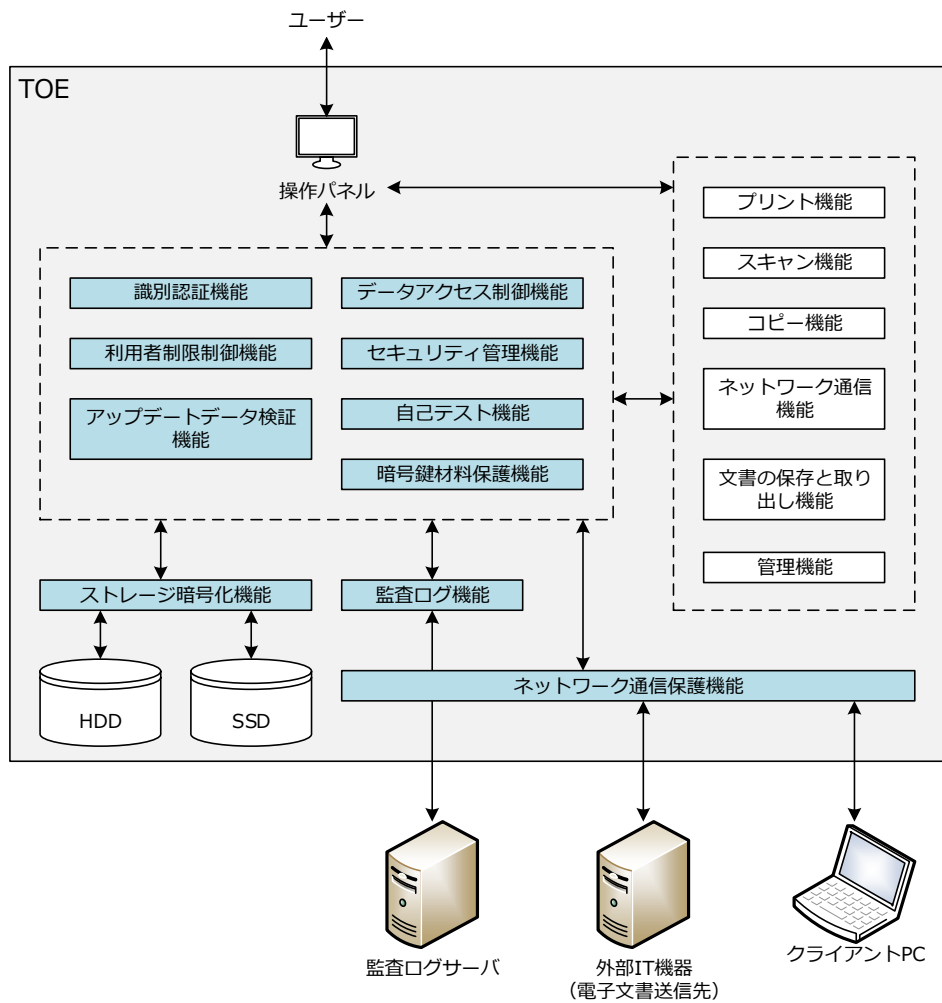 ユーザー
TOE
操作パネル
識別認証機能
データアクセス制御機能
利用者制限制御機能
セキュリティ管理機能
アップデートデータ検証
機能
自己テスト機能
暗号鍵材料保護機能
プリント機能
スキャン機能
コピー機能
ネットワーク通信
機能
文書の保存と取り
出し機能
管理機能
ストレージ暗号化機能
監査ログ機能
ネットワーク通信保護機能
HDD
SSD
監査ログサーバ
外部IT機器
（電子文書送信先）
クライアントPC